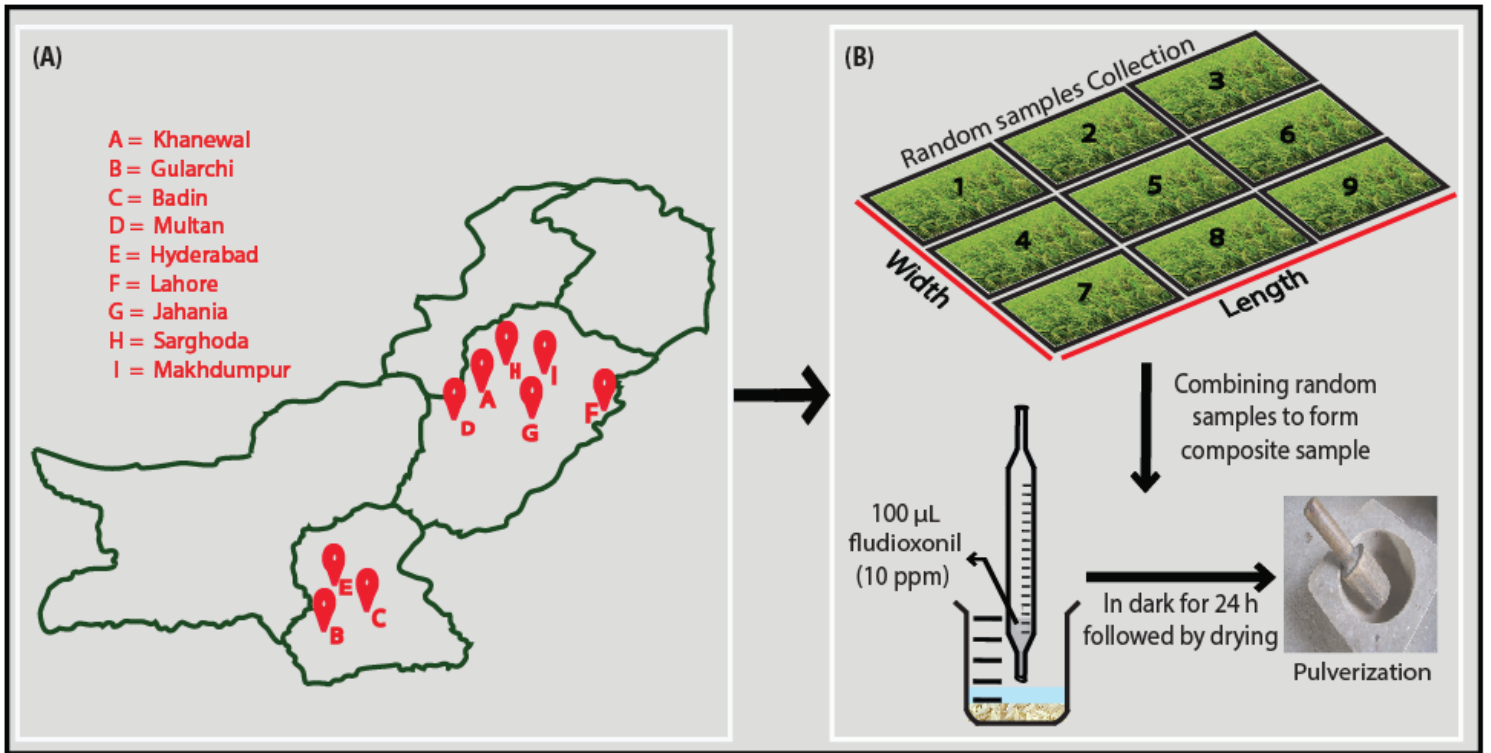 (A)
A = Khanewal
B = Gularchi
C = Badin
D = Multan
E = Hyderabad
F = Lahore
G = Jahania
H = Sarghoda
I = Makhdumpur
H
I
A
D
G
F
E
C
B
(B)
Random samples Collection
1
2
3
4
5
6
7
8
9
Width
Length
Combining random
samples to form
composite sample
100 µL
fludioxonil
(10 ppm)
In dark for 24 h
followed by drying
Pulverization